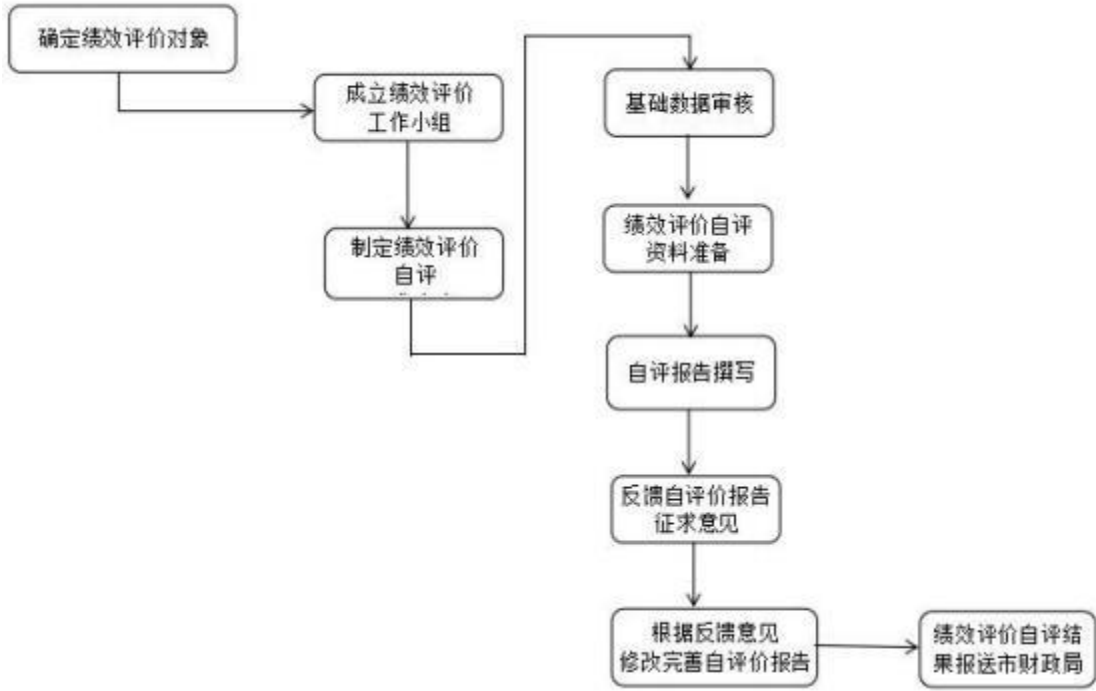 确定绩效评价对象
成立绩效评价
工作小组
制定绩效评价
自评
基础数据审核
绩效评价自评
资料准备
自评报告撰写
反馈自评价报告
征求意见
根据反馈意见
修改完善自评价报告
绩效评价自评结
果报送市财政局